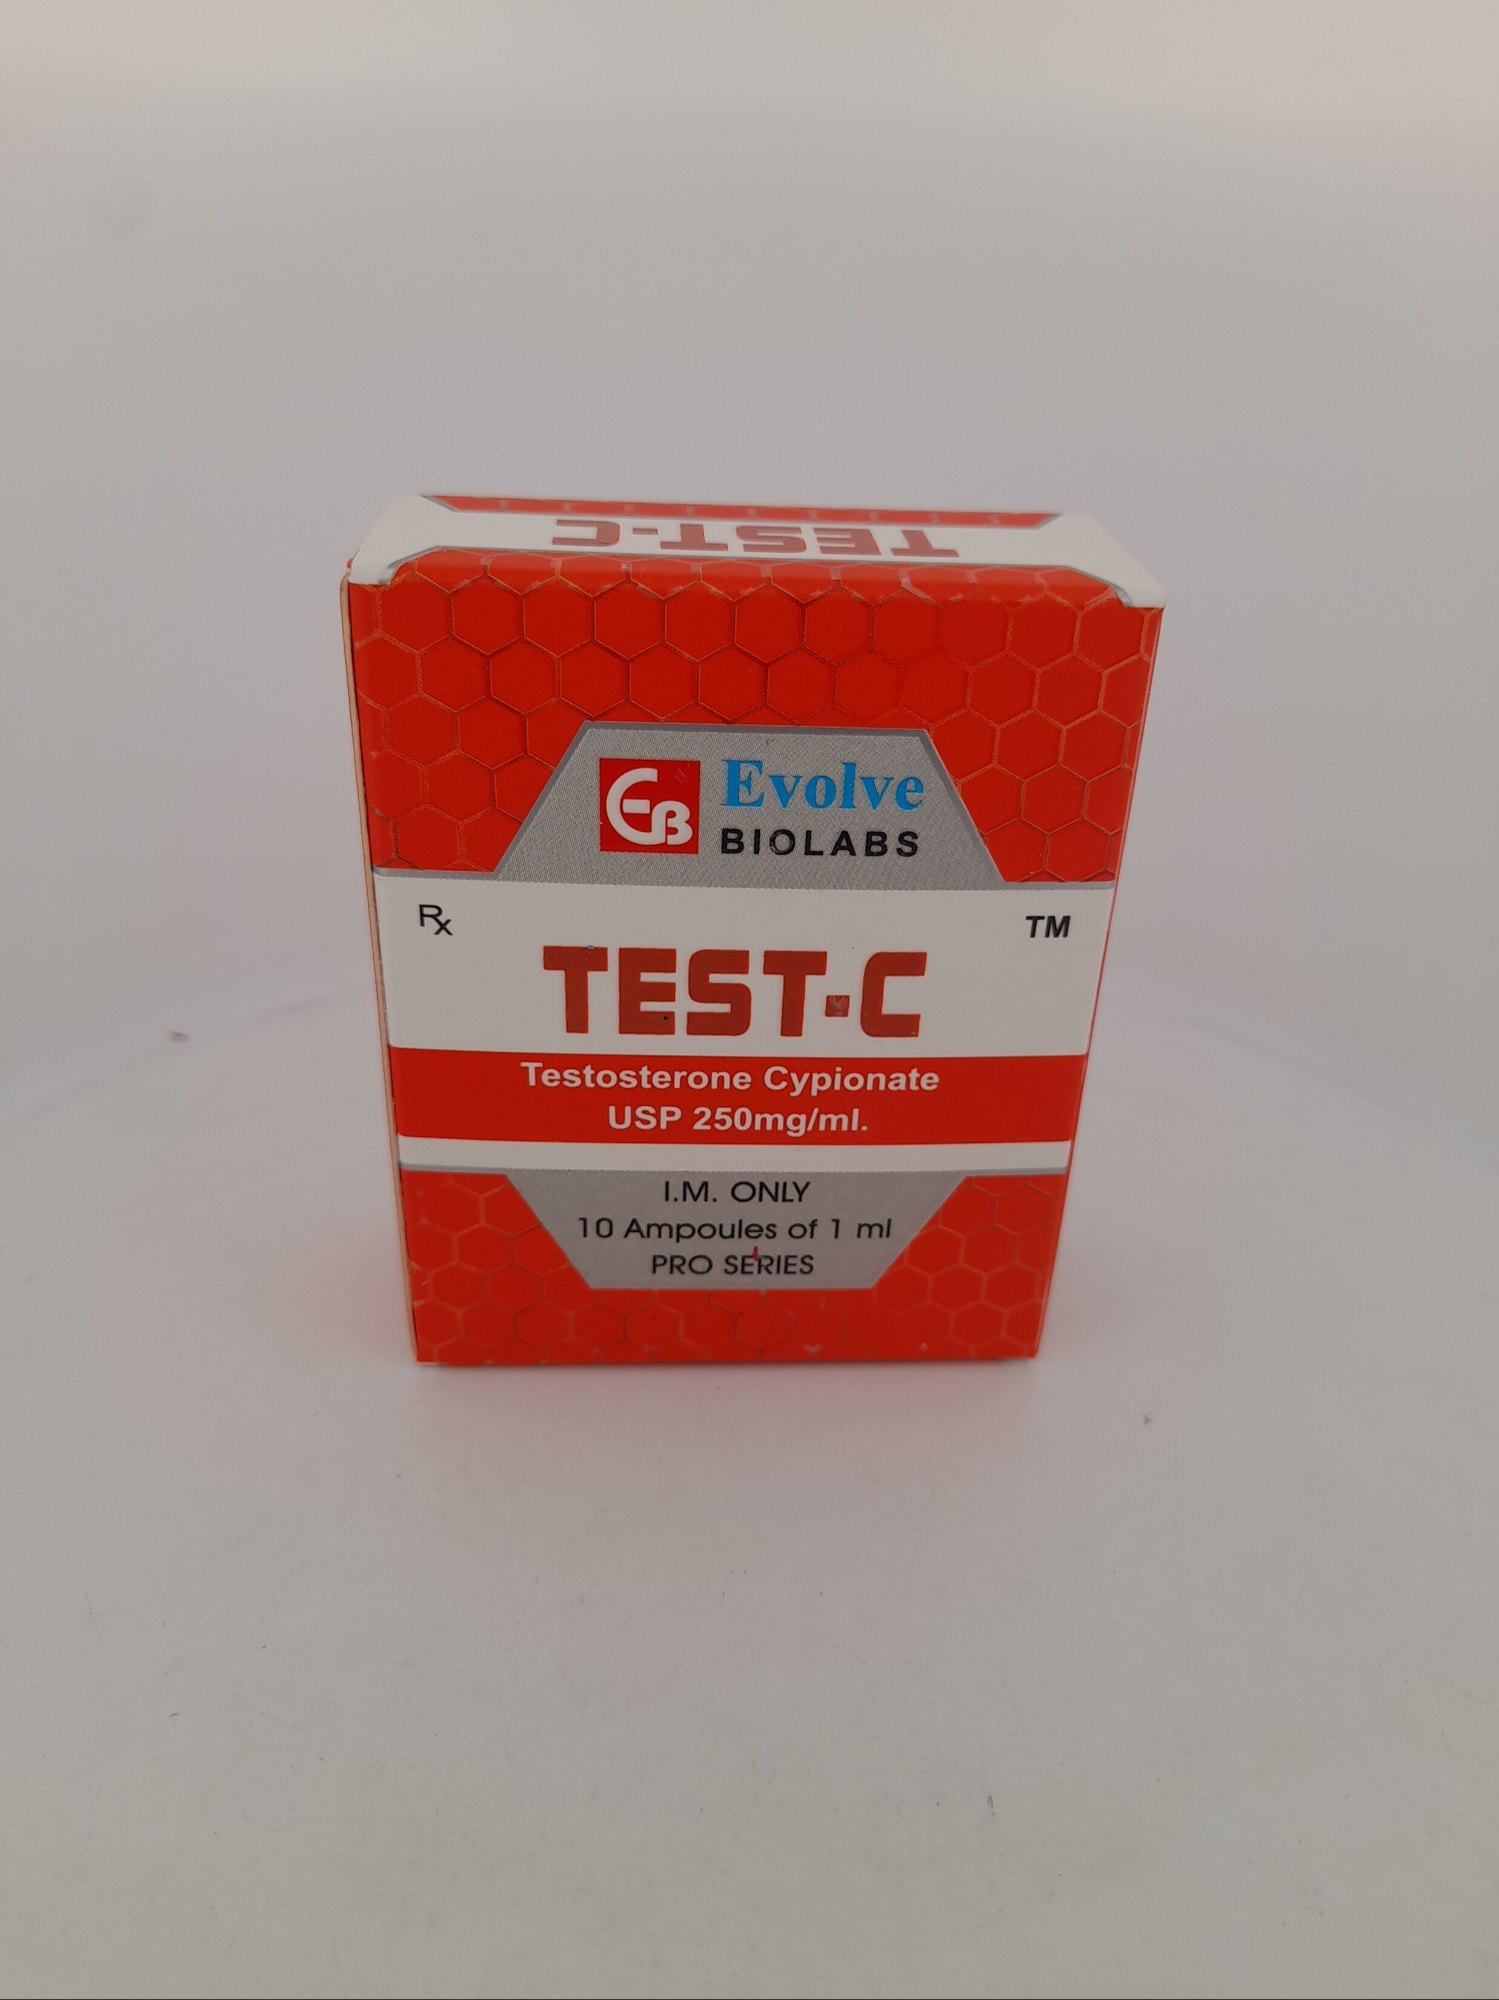 TEST-C
EB
Evolve
BIOLABS
Rx
TM
TEST-C
Testosterone Cypionate
USP 250mg/ml.
I.M. ONLY
10 Ampoules of 1 ml
PRO SERIES